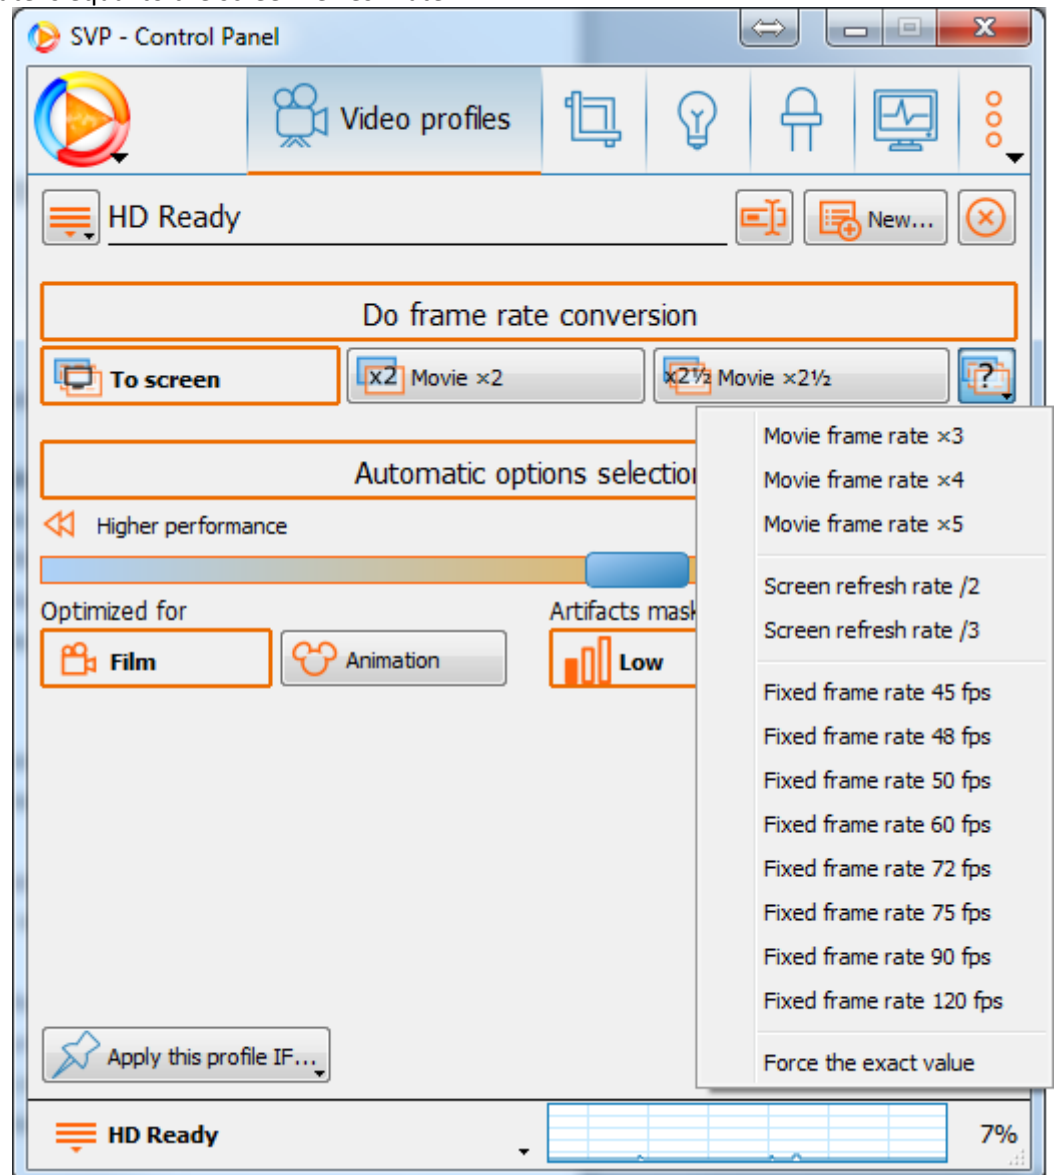 SVP - Control Panel
Video profiles
HD Ready
New...
Do frame rate conversion
To screen
x2 Movie ×2
x2½ Movie ×2½
?
Automatic options selection
Higher performance
Optimized for
Artifacts mask
Film
Animation
Low
Movie frame rate ×3
Movie frame rate ×4
Movie frame rate ×5
Screen refresh rate /2
Screen refresh rate /3
Fixed frame rate 45 fps
Fixed frame rate 48 fps
Fixed frame rate 50 fps
Fixed frame rate 60 fps
Fixed frame rate 72 fps
Fixed frame rate 75 fps
Fixed frame rate 90 fps
Fixed frame rate 120 fps
Force the exact value
Apply this profile IF...
HD Ready
7%